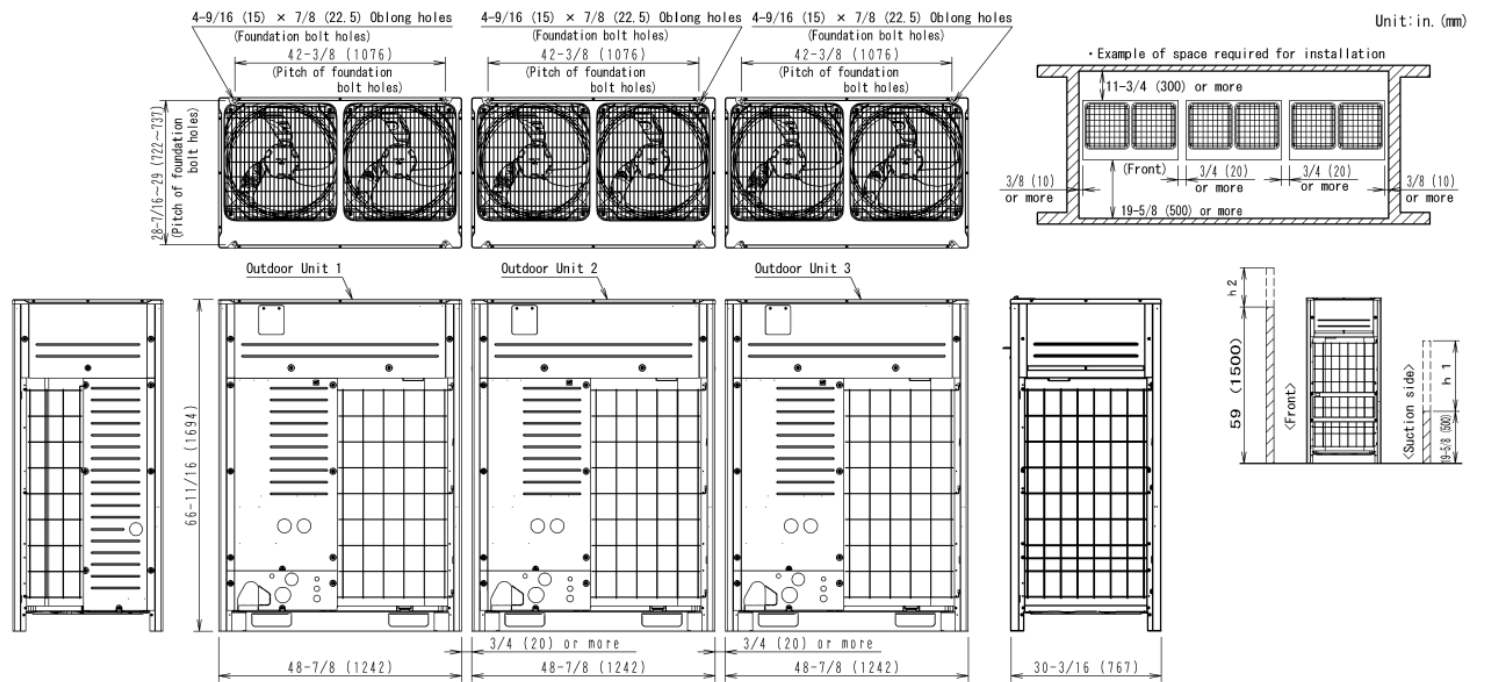 4-9/16 (15) × 7/8 (22.5) Oblong holes
(Foundation bolt holes)
42-3/8 (1076)
(Pitch of foundation
bolt holes)
4-9/16 (15) × 7/8 (22.5) Oblong holes
(Foundation bolt holes)
42-3/8 (1076)
(Pitch of foundation
bolt holes)
4-9/16 (15) × 7/8 (22.5) Oblong holes
(Foundation bolt holes)
42-3/8 (1076)
(Pitch of foundation
bolt holes)
28-7/16~29 (722~737)
(Pitch of foundation
bolt holes)
Unit:in. (mm)
・Example of space required for installation
11-3/4 (300) or more
(Front)
3/4 (20)
or more
3/4 (20)
or more
3/8 (10)
or more
3/8 (10)
or more
19-5/8 (500) or more
Outdoor Unit 1
Outdoor Unit 2
Outdoor Unit 3
66-11/16 (1694)
3/4 (20) or more
3/4 (20) or more
48-7/8 (1242)
48-7/8 (1242)
48-7/8 (1242)
30-3/16 (767)
h2
59 (1500)
<Front>
<Suction side>
h1
19-5/8 (500)